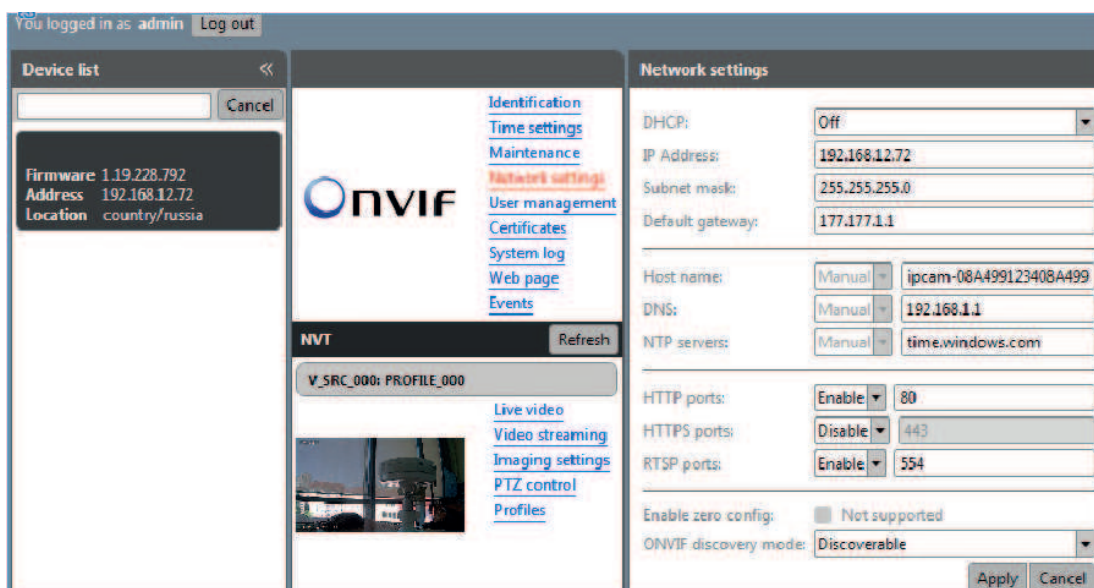 You logged in as admin Log out
Device list «
Cancel
Firmware 1.19.228.792
Address 192.168.12.72
Location country/russia
ONVIF
Identification
Time settings
Maintenance
Network settings
User management
Certificates
System log
Web page
Events
NVT Refresh
V_SRC_000: PROFILE_000
Live video
Video streaming
Imaging settings
PTZ control
Profiles
Network settings
DHCP: Off
IP Address: 192.168.12.72
Subnet mask: 255.255.255.0
Default gateway: 177.177.1.1
Host name: Manual ipcam-08A499123408A499
DNS: Manual 192.168.1.1
NTP servers: Manual time.windows.com
HTTP ports: Enable 80
HTTPS ports: Disable 443
RTSP ports: Enable 554
Enable zero config: Not supported
ONVIF discovery mode: Discoverable
Apply Cancel